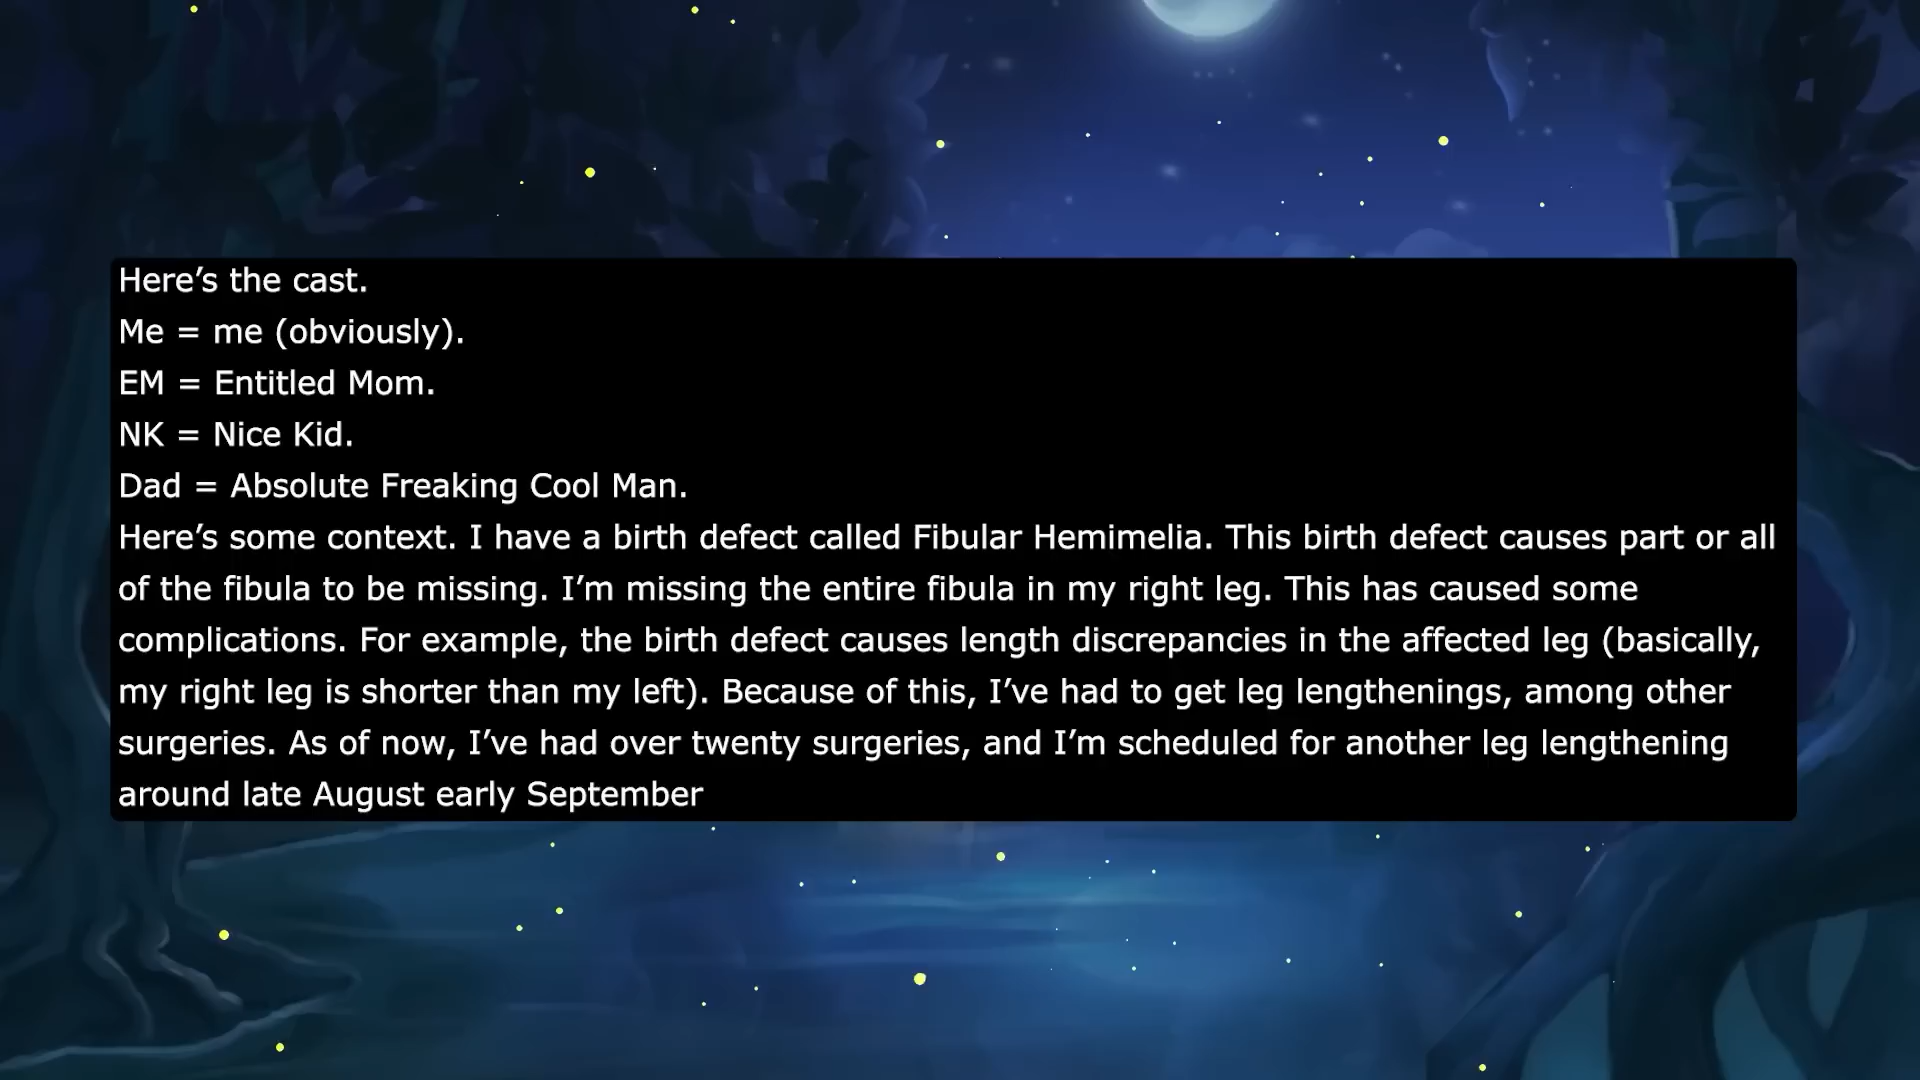 Here’s the cast.
Me = me (obviously).
EM = Entitled Mom.
NK = Nice Kid.
Dad = Absolute Freaking Cool Man.
Here’s some context. I have a birth defect called Fibular Hemimelia. This birth defect causes part or all
of the fibula to be missing. I’m missing the entire fibula in my right leg. This has caused some
complications. For example, the birth defect causes length discrepancies in the affected leg (basically,
my right leg is shorter than my left). Because of this, I’ve had to get leg lengthenings, among other
surgeries. As of now, I’ve had over twenty surgeries, and I’m scheduled for another leg lengthening
around late August early September